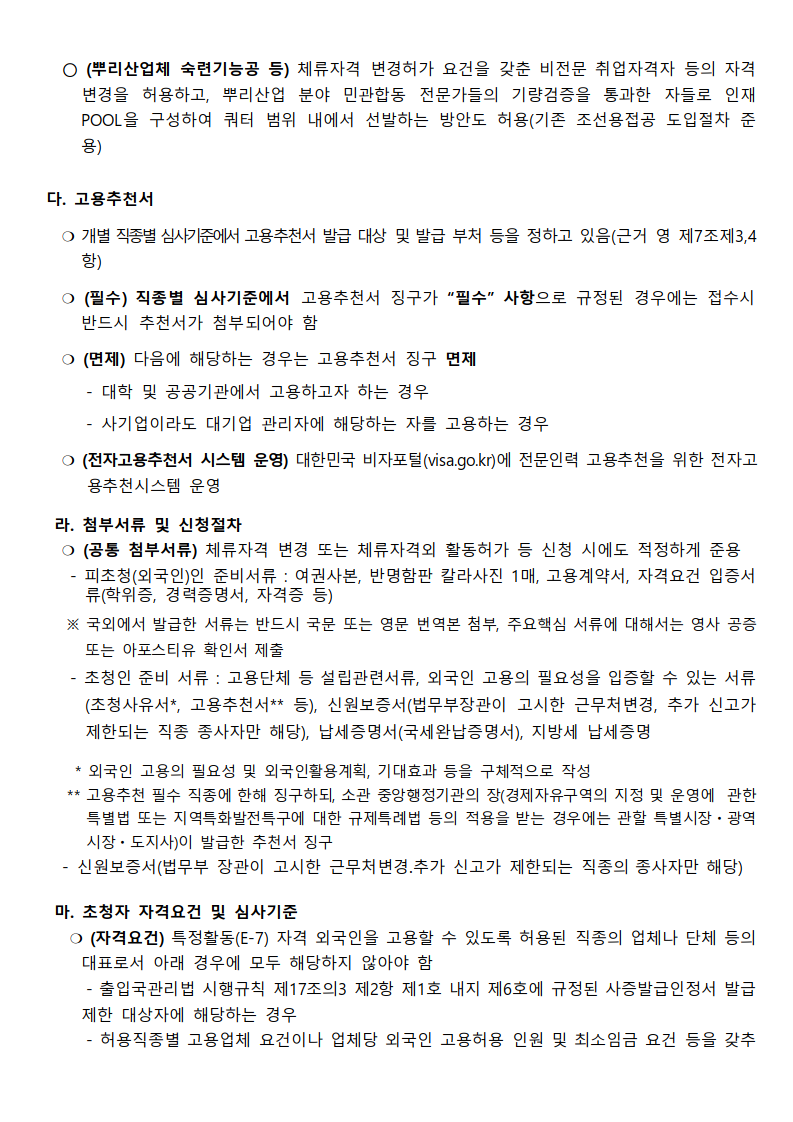 ○ (뿌리산업체 숙련기능공 등) 체류자격 변경허가 요건을 갖춘 비전문 취업자격자 등의 자격
변경을 허용하고, 뿌리산업 분야 민관합동 전문가들의 기량검증을 통과한 자들로 인재
POOL을 구성하여 쿼터 범위 내에서 선발하는 방안도 허용(기존 조선용접공 도입절차 준
용)
다. 고용추천서
❍ 개별 직종별 심사기준에서 고용추천서 발급 대상 및 발급 부처 등을 정하고 있음(근거 영 제7조제3,4
항)
❍ (필수) 직종별 심사기준에서 고용추천서 징구가 “필수” 사항으로 규정된 경우에는 접수시
반드시 추천서가 첨부되어야 함
❍ (면제) 다음에 해당하는 경우는 고용추천서 징구 면제
- 대학 및 공공기관에서 고용하고자 하는 경우
- 사기업이라도 대기업 관리자에 해당하는 자를 고용하는 경우
❍ (전자고용추천서 시스템 운영) 대한민국 비자포털(visa.go.kr)에 전문인력 고용추천을 위한 전자고
용추천시스템 운영
라. 첨부서류 및 신청절차
❍ (공통 첨부서류) 체류자격 변경 또는 체류자격외 활동허가 등 신청 시에도 적정하게 준용
- 피초청(외국인)인 준비서류 : 여권사본, 반명함판 칼라사진 1매, 고용계약서, 자격요건 입증서
류(학위증, 경력증명서, 자격증 등)
※ 국외에서 발급한 서류는 반드시 국문 또는 영문 번역본 첨부, 주요핵심 서류에 대해서는 영사 공증
또는 아포스티유 확인서 제출
- 초청인 준비 서류 : 고용단체 등 설립관련서류, 외국인 고용의 필요성을 입증할 수 있는 서류
(초청사유서*, 고용추천서** 등), 신원보증서(법무부장관이 고시한 근무처변경, 추가 신고가
제한되는 직종 종사자만 해당), 납세증명서(국세완납증명서), 지방세 납세증명
* 외국인 고용의 필요성 및 외국인활용계획, 기대효과 등을 구체적으로 작성
** 고용추천 필수 직종에 한해 징구하되, 소관 중앙행정기관의 장(경제자유구역의 지정 및 운영에 관한
특별법 또는 지역특화발전특구에 대한 규제특례법 등의 적용을 받는 경우에는 관할 특별시장・광역
시장・도지사)이 발급한 추천서 징구
- 신원보증서(법무부 장관이 고시한 근무처변경.추가 신고가 제한되는 직종의 종사자만 해당)
마. 초청자 자격요건 및 심사기준
❍ (자격요건) 특정활동(E-7) 자격 외국인을 고용할 수 있도록 허용된 직종의 업체나 단체 등의
대표로서 아래 경우에 모두 해당하지 않아야 함
- 출입국관리법 시행규칙 제17조의3 제2항 제1호 내지 제6호에 규정된 사증발급인정서 발급
제한 대상자에 해당하는 경우
- 허용직종별 고용업체 요건이나 업체당 외국인 고용허용 인원 및 최소임금 요건 등을 갖추